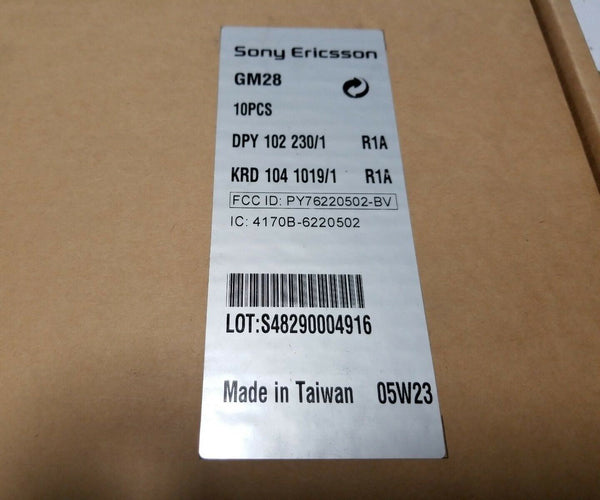 Sony Ericsson
GM28
10PCS
DPY 102 230/1 R1A
KRD 104 1019/1 R1A
FCC ID: PY76220502-BV
IC: 4170B-6220502
LOT:S48290004916
Made in Taiwan 05W23